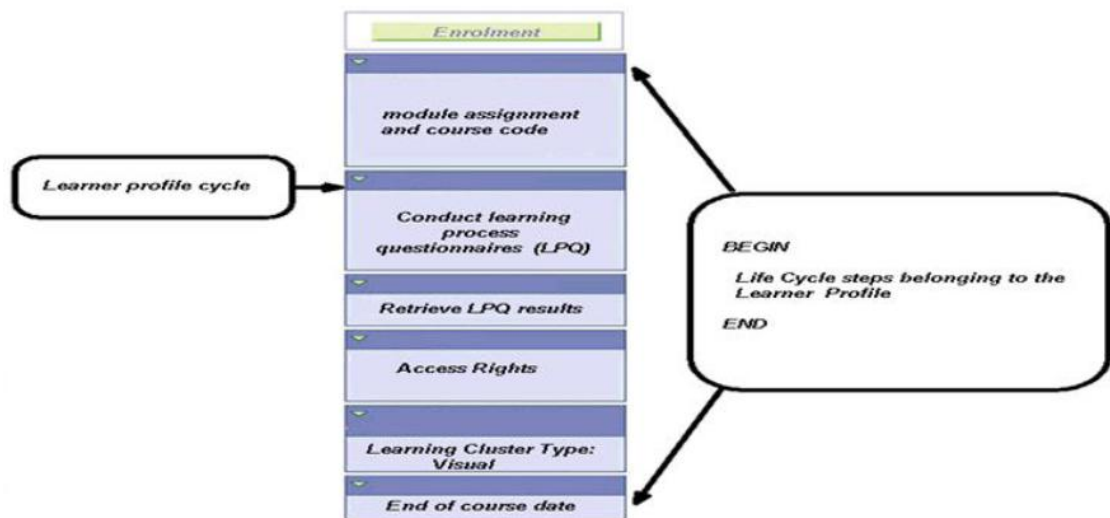 Enrolment
module assignment
and course code
Learner profile cycle
Conduct learning
process
questionnaires (LPQ)
Retrieve LPQ results
Access Rights
Learning Cluster Type:
Visual
End of course date
BEGIN
Life Cycle steps belonging to the
Learner Profile
END